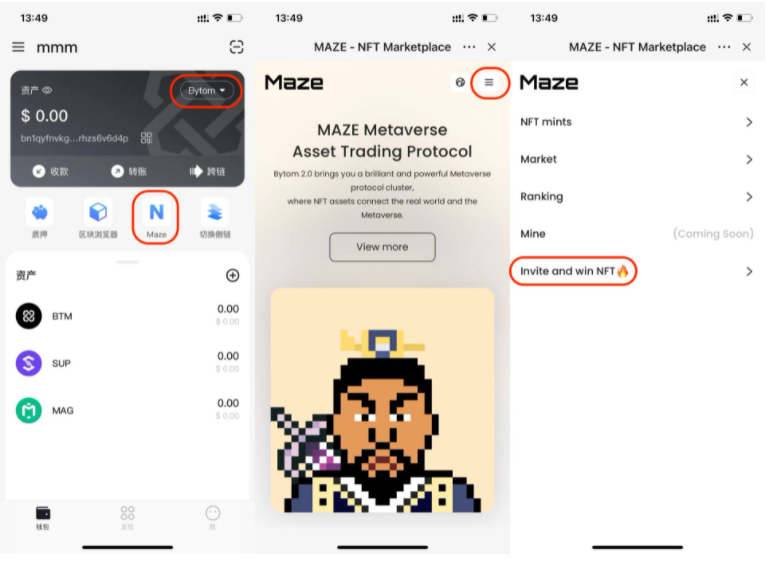 13:49
mmm
资产
Bytom
$ 0.00
bn1qyfnvkg...rhzs6v6d4p
收款
转账
跨链
质押
区块浏览器
Maze
切换侧链
资产
BTM
0.00
$ 0.00
SUP
0.00
$ 0.00
MAG
0.00
$ 0.00
钱包
发现
13:49
MAZE - NFT Marketplace
Maze
MAZE Metaverse
Asset Trading Protocol
Bytom 2.0 brings you a brilliant and powerful Metaverse
protocol cluster,
where NFT assets connect the real world and the
Metaverse.
View more
13:49
MAZE - NFT Marketplace
Maze
NFT mints
Market
Ranking
Mine
(Coming Soon)
Invite and win NFT🔥